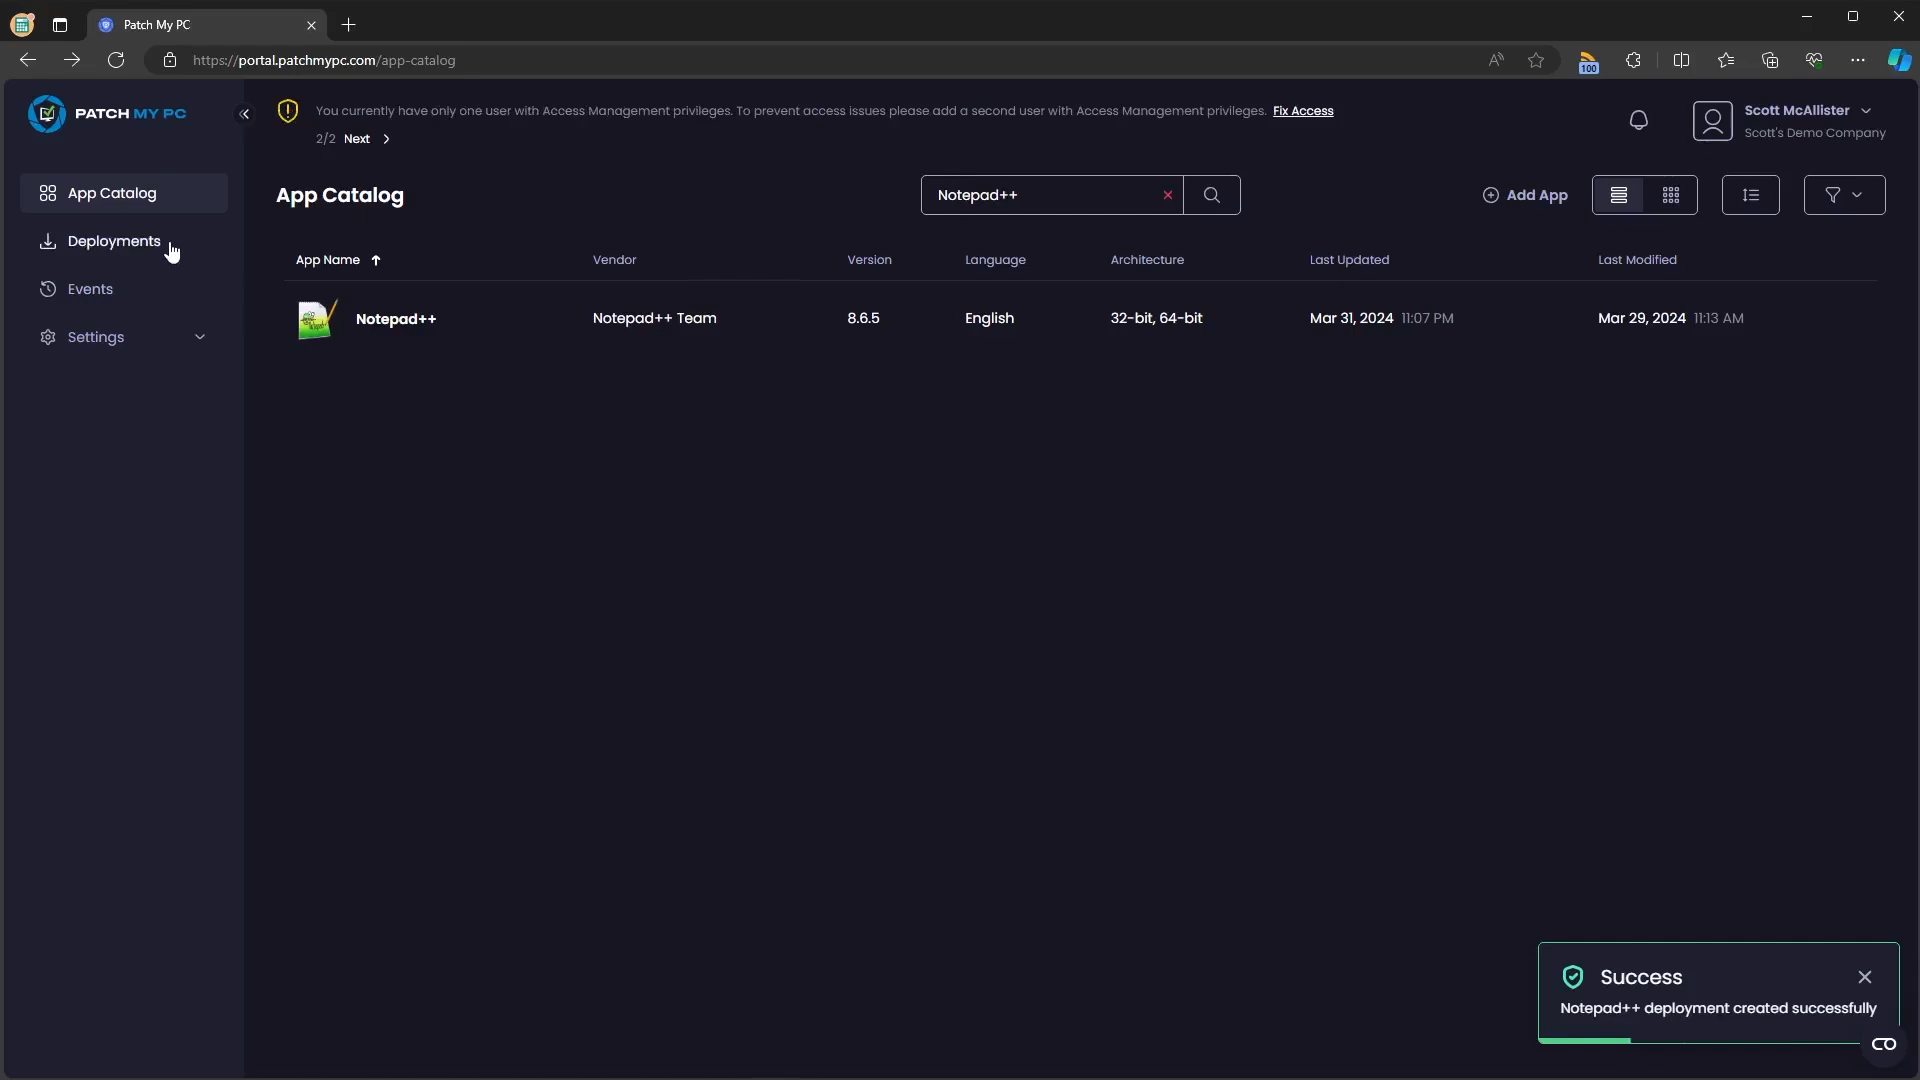 Patch My PC
https://portal.patchmypc.com/app-catalog
100
PATCH MY PC
You currently have only one user with Access Management privileges. To prevent access issues please add a second user with Access Management privileges. Fix Access
2/2 Next
Scott McAllister
Scott's Demo Company
App Catalog
Deployments
Events
Settings
App Catalog
Notepad++
Add App
App Name Vendor Version Language Architecture Last Updated Last Modified
Notepad++ Notepad++ Team 8.6.5 English 32-bit, 64-bit Mar 31, 2024 11:07 PM Mar 29, 2024 11:13 AM
Success
Notepad++ deployment created successfully